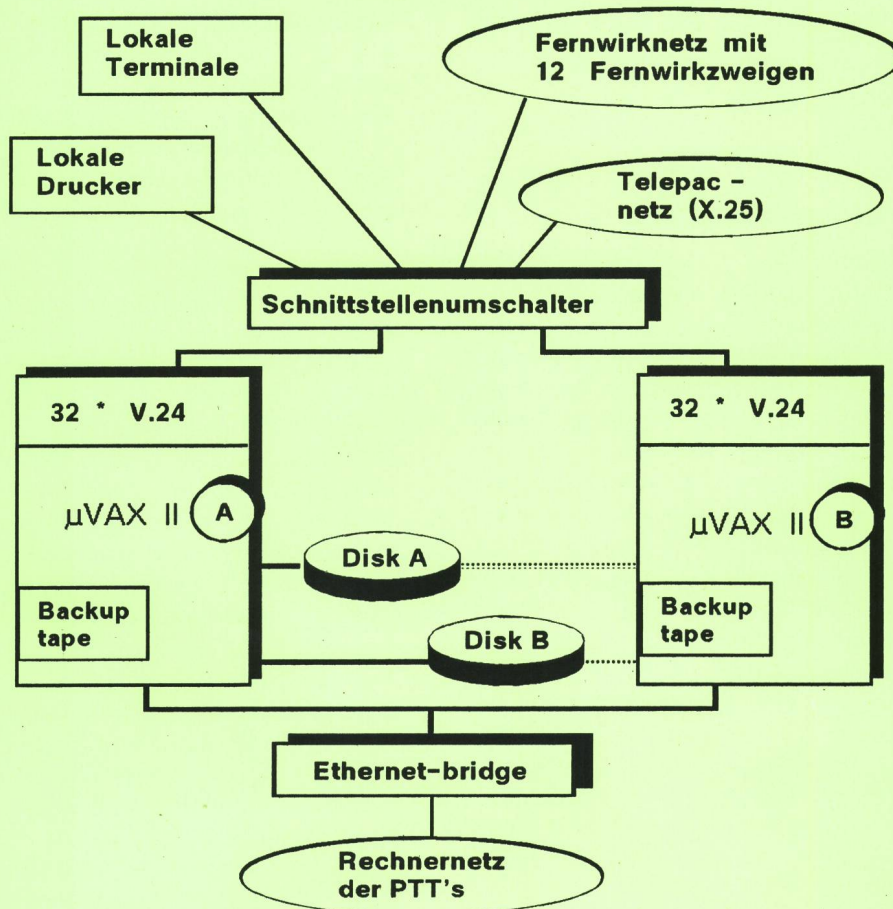 Lokale
Terminale
Fernwirknetz mit
12 Fernwirkzweigen
Lokale
Drucker
Telepac -
netz (X.25)
Schnittstellenumschalter
32 * V.24
32 * V.24
µVAX II A
µVAX II B
Disk A
Backup
tape
Backup
tape
Disk B
Ethernet-bridge
Rechnernetz
der PTT's